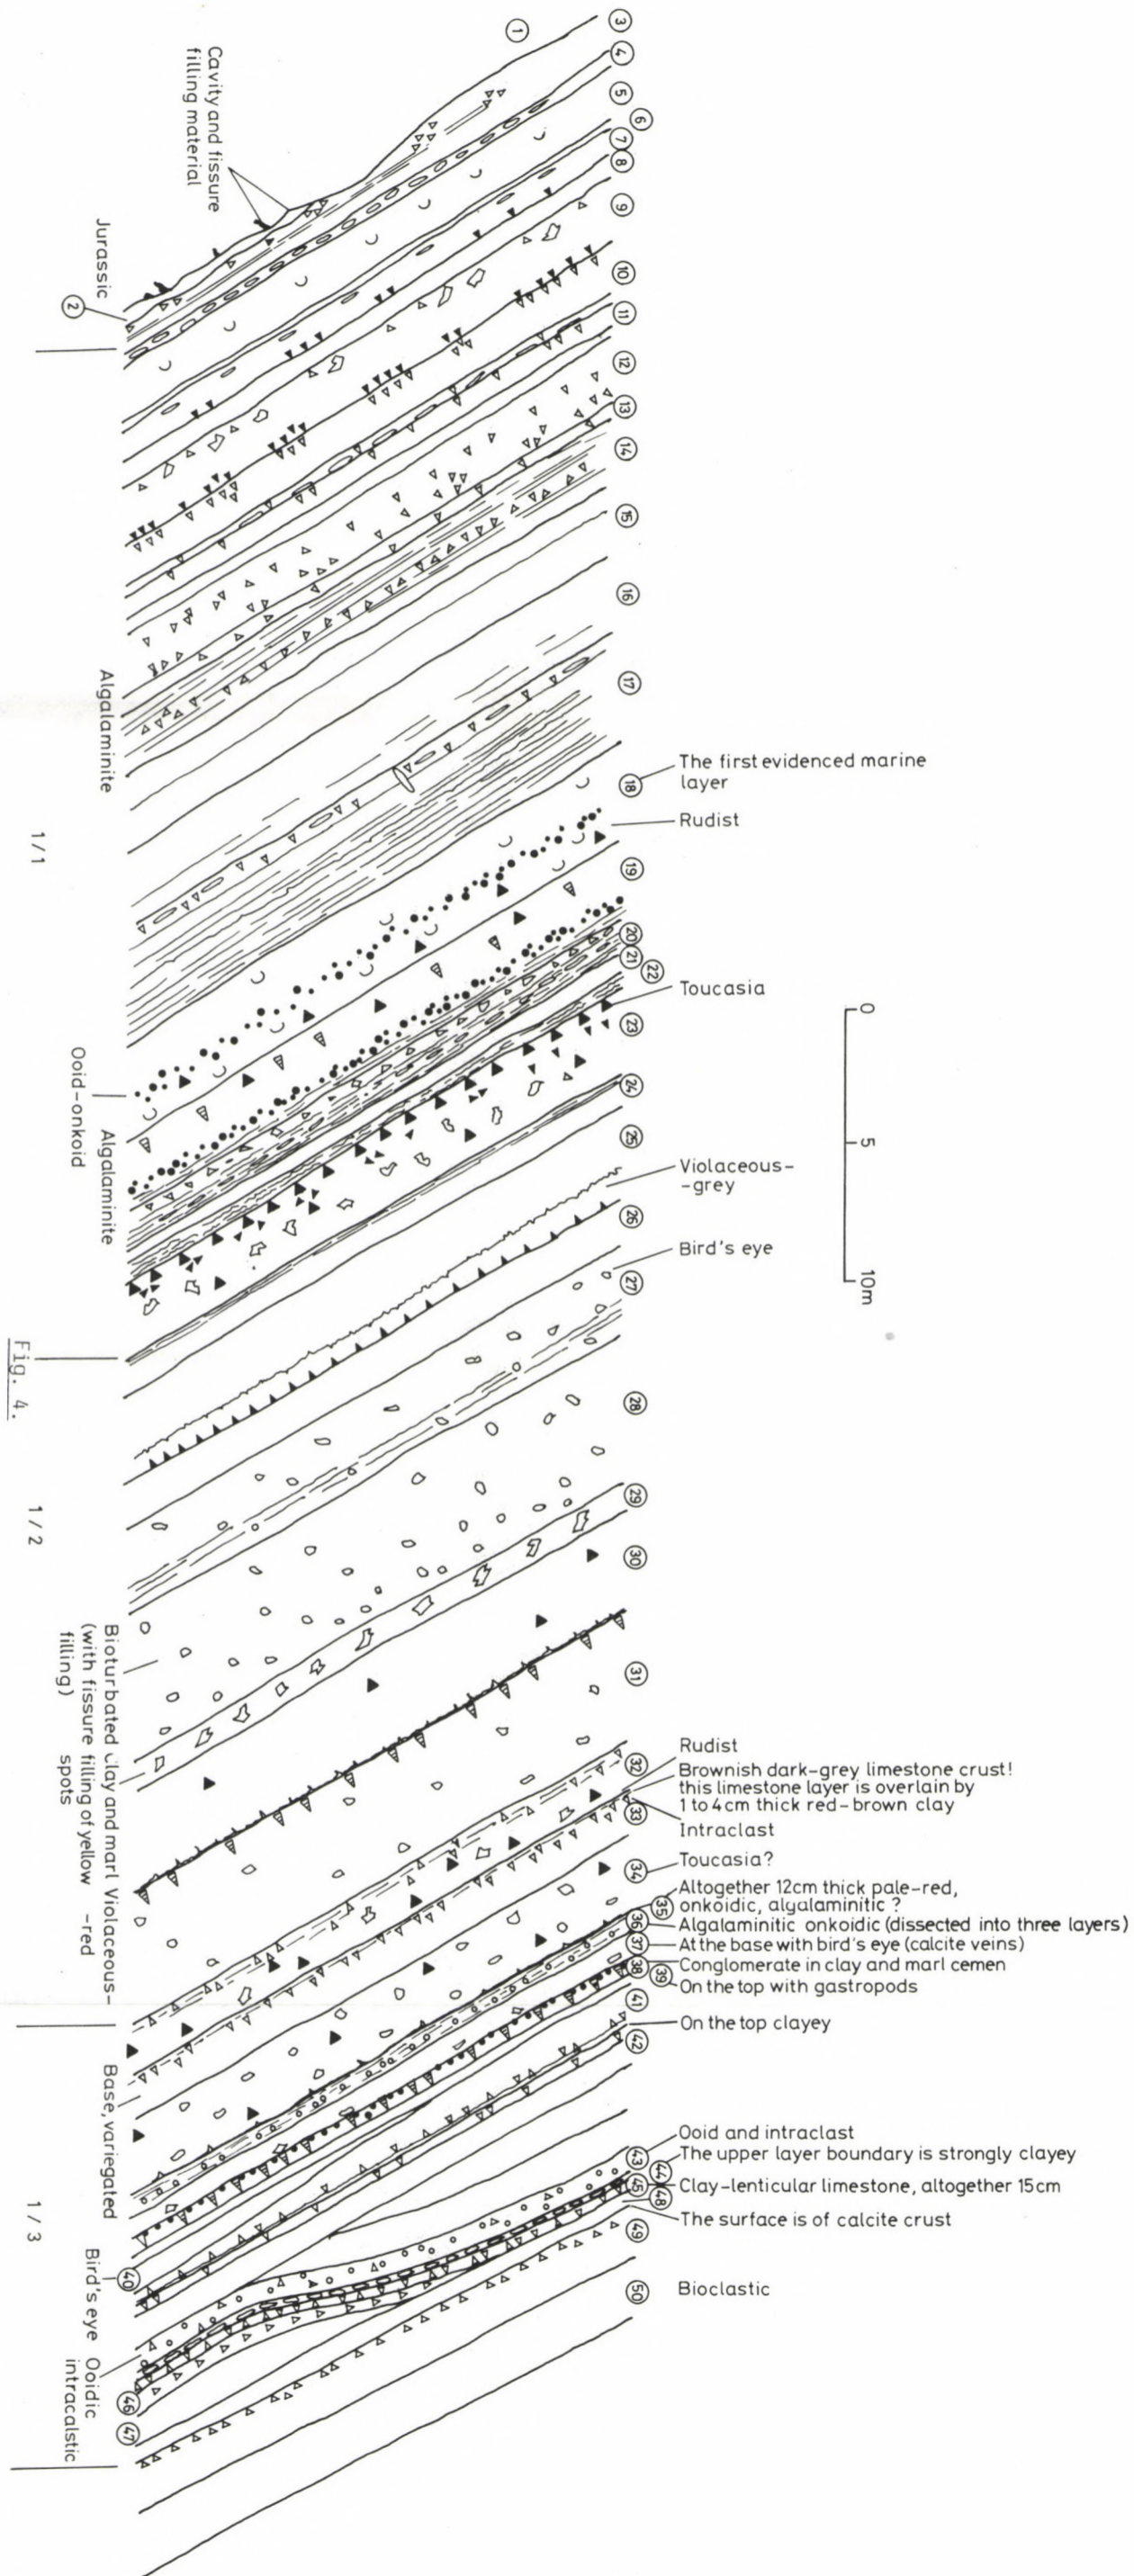 ①
③
④
⑤
⑥
⑦
⑧
⑨
⑩
⑪
⑫
⑬
⑭
⑮
⑯
⑰
⑱
The first evidenced marine
layer
Rudist
⑲
⑳
㉑
㉒
Toucasia
㉓
㉔
㉕
Violaceous-
-grey
㉖
Bird's eye
㉗
㉘
㉙
㉚
㉛
Rudist
㉜
Brownish dark-grey limestone crust!
this limestone layer is overlain by
1 to 4cm thick red-brown clay
㉝
Intraclast
Toucasia?
㉞
Altogether 12cm thick pale-red,
onkoidic, algalaminitic ?
㉟
㊱
Algalaminitic onkoidic (dissected into three layers)
㊲
At the base with bird's eye (calcite veins)
㊳
Conglomerate in clay and marl cemen
㊴
On the top with gastropods
㊶
On the top clayey
㊷
Ooid and intraclast
㊸
The upper layer boundary is strongly clayey
㊹
㊺
Clay-lenticular limestone, altogether 15cm
㊽
The surface is of calcite crust
㊾
㊿
Bioclastic
0
5
10m
Cavity and fissure
filling material
Jurassic
②
Algalaminite
1/1
Ooid-onkoid
Algalaminite
Fig. 4.
1/2
Bioturbated
(with fissure
filling)
Clay and marl
filling of yellow
spots
Violaceous-
-red
Base, variegated
1/3
㊵
Bird's eye
Ooidic
intracalstic
㊻
㊼